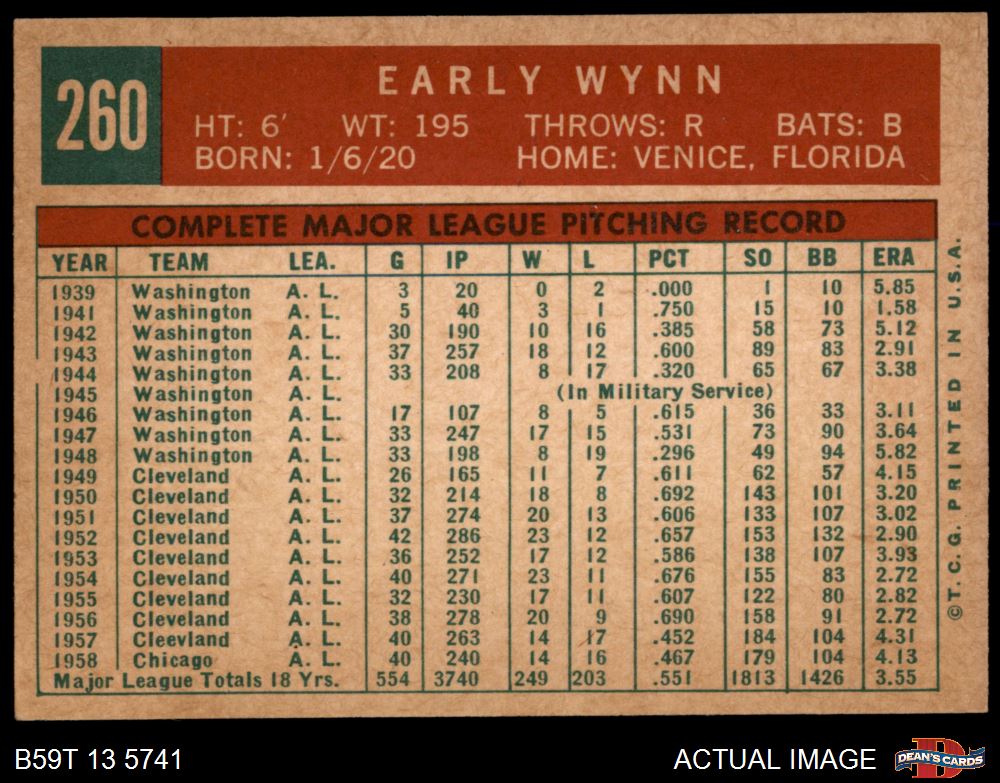 260
EARLY WYNN
HT: 6' WT: 195 THROWS: R BATS: B
BORN: 1/6/20 HOME: VENICE, FLORIDA
COMPLETE MAJOR LEAGUE PITCHING RECORD
YEAR TEAM LEA. G IP W L PCT SO BB ERA
1939 Washington A. L. 3 20 0 2 .000 1 10 5.85
1941 Washington A. L. 5 40 3 1 .750 15 10 1.58
1942 Washington A. L. 30 190 10 16 .385 58 73 5.12
1943 Washington A. L. 37 257 18 12 .600 89 83 2.91
1944 Washington A. L. 33 208 8 17 .320 65 67 3.38
1945 Washington A. L. (In Military Service)
1946 Washington A. L. 17 107 8 5 .615 36 33 3.11
1947 Washington A. L. 33 247 17 15 .531 73 90 3.64
1948 Washington A. L. 33 198 8 19 .296 49 94 5.82
1949 Cleveland A. L. 26 165 11 7 .611 62 57 4.15
1950 Cleveland A. L. 32 214 18 8 .692 143 101 3.20
1951 Cleveland A. L. 37 274 20 13 .606 133 107 3.02
1952 Cleveland A. L. 42 286 23 12 .657 153 132 2.90
1953 Cleveland A. L. 36 252 17 12 .586 138 107 3.93
1954 Cleveland A. L. 40 271 23 11 .676 155 83 2.72
1955 Cleveland A. L. 32 230 17 11 .607 122 80 2.82
1956 Cleveland A. L. 38 278 20 9 .690 158 91 2.72
1957 Cleevland A. L. 40 263 14 17 .452 184 104 4.31
1958 Chicago A. L. 40 240 14 16 .467 179 104 4.13
Major League Totals 18 Yrs. 554 3740 249 203 .551 1813 1426 3.55
©T.C.G. PRINTED IN U.S.A.
B59T 13 5741
ACTUAL IMAGE
DEAN'S CARDS